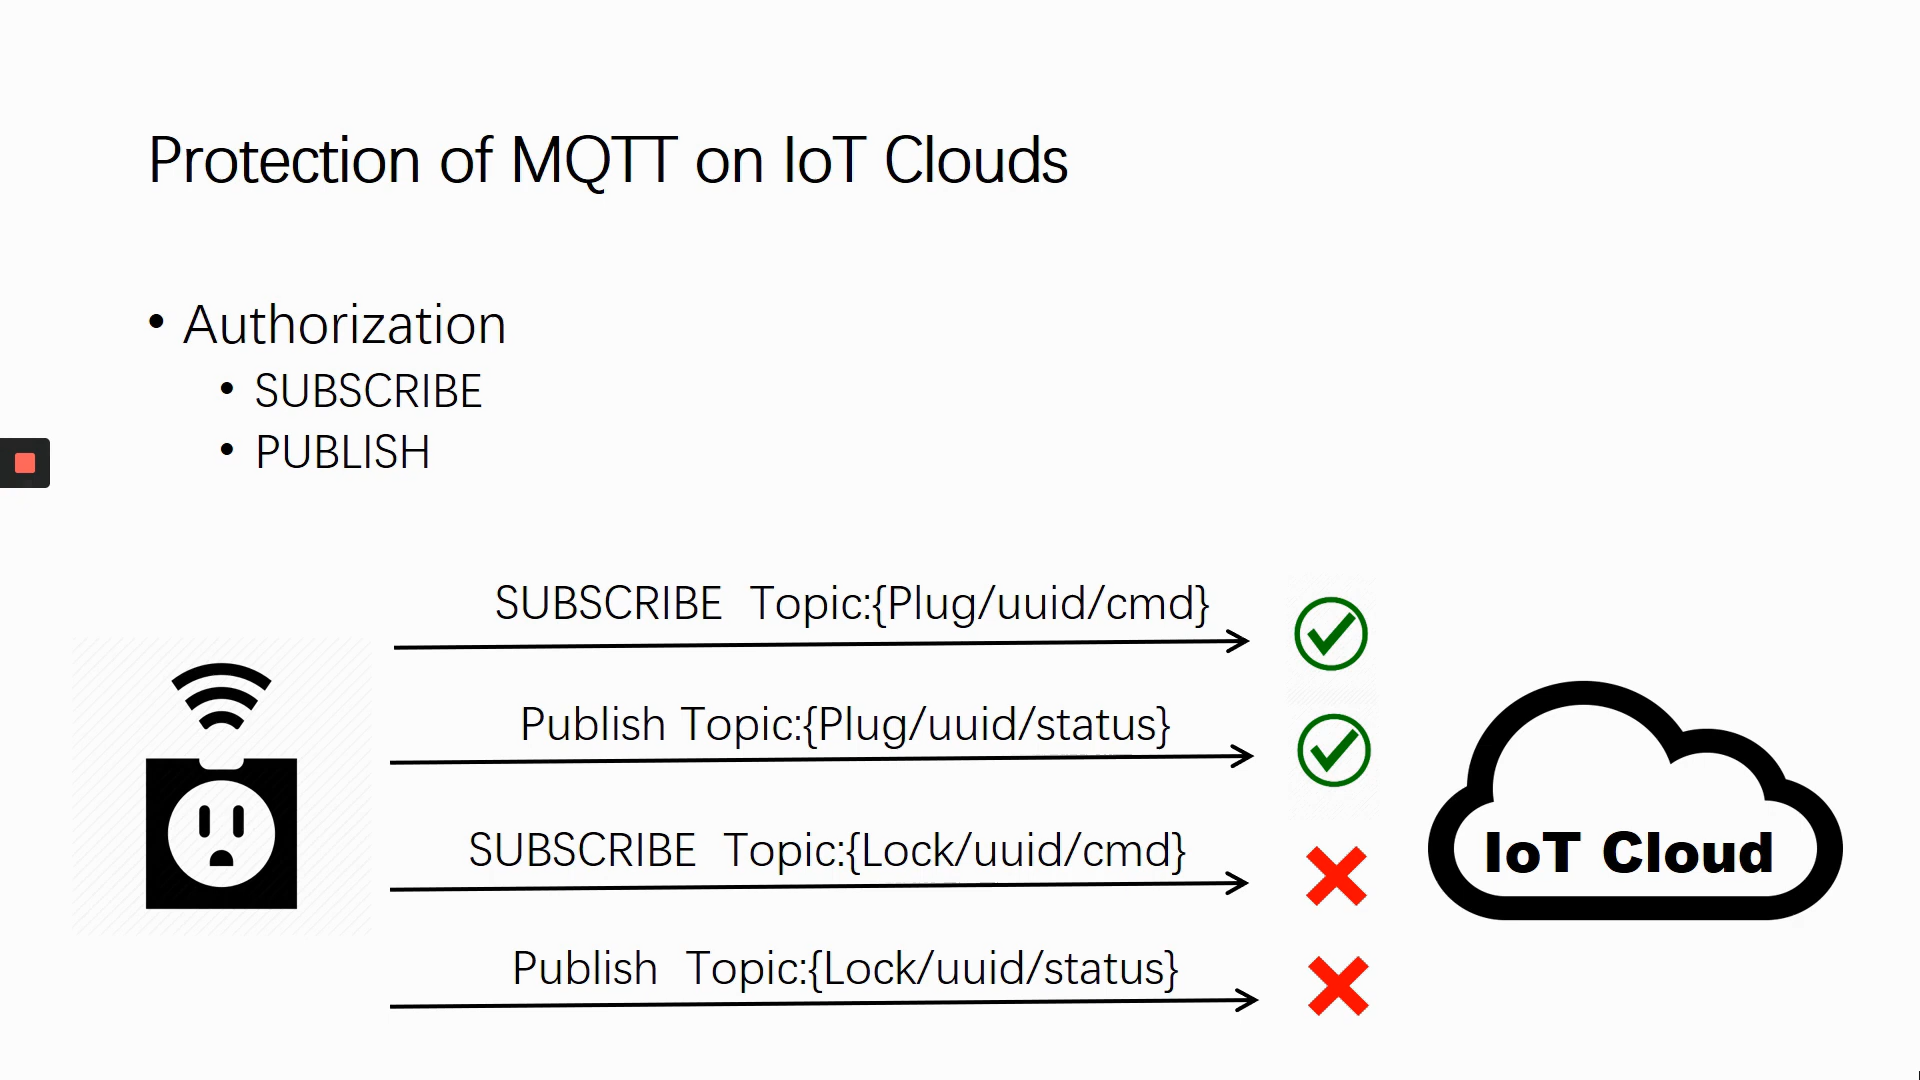 Protection of MQTT on IoT Clouds
• Authorization
• SUBSCRIBE
• PUBLISH
SUBSCRIBE Topic:{Plug/uuid/cmd}
Publish Topic:{Plug/uuid/status}
SUBSCRIBE Topic:{Lock/uuid/cmd}
Publish Topic:{Lock/uuid/status}
IoT Cloud